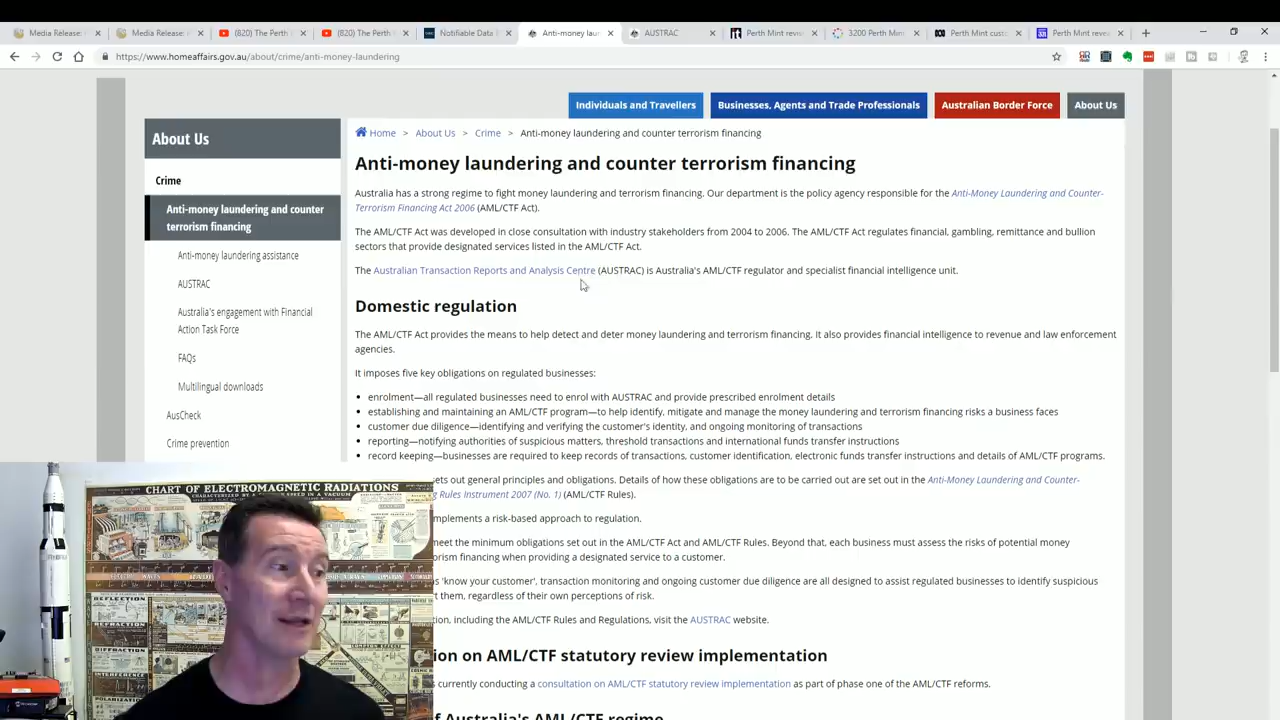 Media Release:
Media Release:
(820) The Perth
(820) The Perth
Notifiable Data
Anti-money lau
AUSTRAC
Perth Mint revie
3200 Perth Min
Perth Mint custo
Perth Mint revea
https://www.homeaffairs.gov.au/about/crime/anti-money-laundering
Individuals and Travellers
Businesses, Agents and Trade Professionals
Australian Border Force
About Us
About Us
Crime
Anti-money laundering and counter
terrorism financing
Anti-money laundering assistance
AUSTRAC
Australia's engagement with Financial
Action Task Force
FAQs
Multilingual downloads
AusCheck
Crime prevention
Home > About Us > Crime > Anti-money laundering and counter terrorism financing
Anti-money laundering and counter terrorism financing
Australia has a strong regime to fight money laundering and terrorism financing. Our department is the policy agency responsible for the Anti-Money Laundering and Counter-
Terrorism Financing Act 2006 (AML/CTF Act).
The AML/CTF Act was developed in close consultation with industry stakeholders from 2004 to 2006. The AML/CTF Act regulates financial, gambling, remittance and bullion
sectors that provide designated services listed in the AML/CTF Act.
The Australian Transaction Reports and Analysis Centre (AUSTRAC) is Australia's AML/CTF regulator and specialist financial intelligence unit.
Domestic regulation
The AML/CTF Act provides the means to help detect and deter money laundering and terrorism financing. It also provides financial intelligence to revenue and law enforcement
agencies.
It imposes five key obligations on regulated businesses:
• enrolment—all regulated businesses need to enrol with AUSTRAC and provide prescribed enrolment details
• establishing and maintaining an AML/CTF program—to help identify, mitigate and manage the money laundering and terrorism financing risks a business faces
• customer due diligence—identifying and verifying the customer's identity, and ongoing monitoring of transactions
• reporting—notifying authorities of suspicious matters, threshold transactions and international funds transfer instructions
• record keeping—businesses are required to keep records of transactions, customer identification, electronic funds transfer instructions and details of AML/CTF programs.
ets out general principles and obligations. Details of how these obligations are to be carried out are set out in the Anti-Money Laundering and Counter-
g Rules Instrument 2007 (No. 1) (AML/CTF Rules).
mplements a risk-based approach to regulation.
meet the minimum obligations set out in the AML/CTF Act and AML/CTF Rules. Beyond that, each business must assess the risks of potential money
orism financing when providing a designated service to a customer.
s 'know your customer', transaction monitoring and ongoing customer due diligence are all designed to assist regulated businesses to identify suspicious
t them, regardless of their own perceptions of risk.
tion, including the AML/CTF Rules and Regulations, visit the AUSTRAC website.
on on AML/CTF statutory review implementation
s currently conducting a consultation on AML/CTF statutory review implementation as part of phase one of the AML/CTF reforms.
f Australia's AML/CTF regime
CHART OF ELECTROMAGNETIC RADIATIONS
REFLECTION
REFRACTION
DIFFRACTION